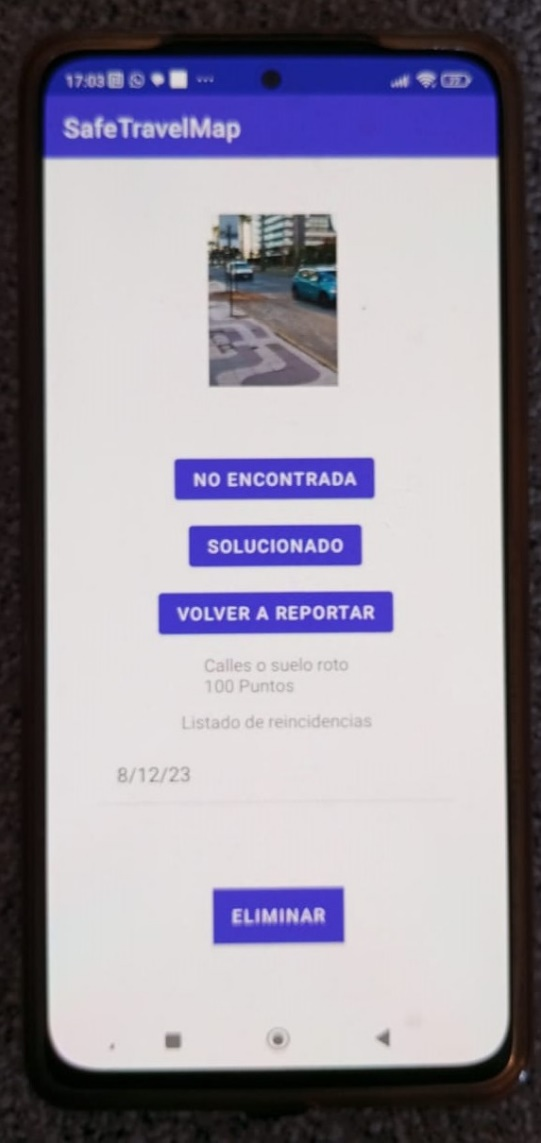 17:03
SafeTravelMap
NO ENCONTRADA
SOLUCIONADO
VOLVER A REPORTAR
Calles o suelo roto
100 Puntos
Listado de reincidencias
8/12/23
ELIMINAR